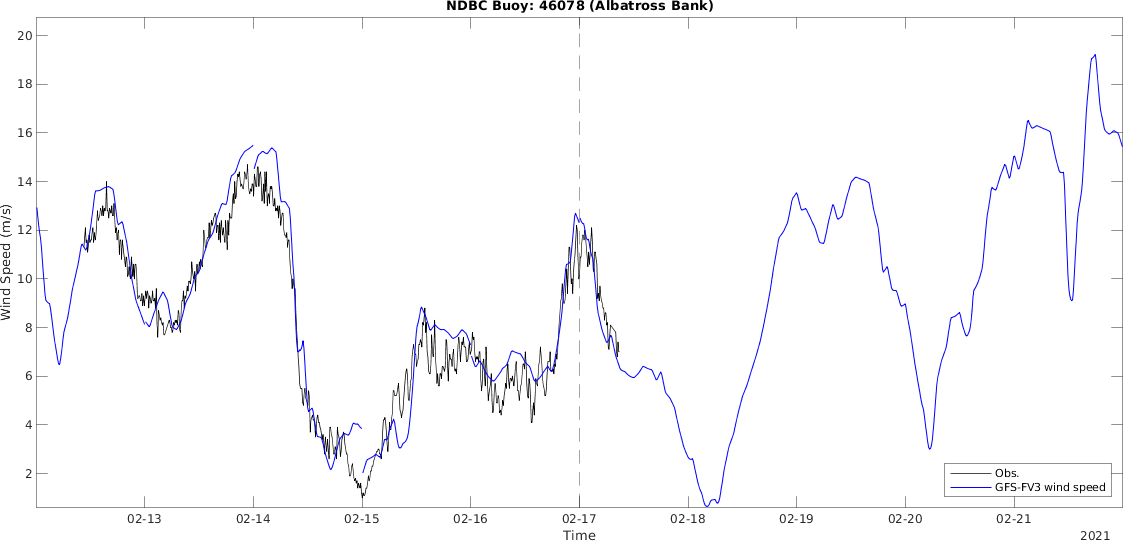 NDBC Buoy: 46078 (Albatross Bank)
20
18
16
14
12
10
8
6
4
2
Wind Speed (m/s)
02-13 02-14 02-15 02-16 02-17 02-18 02-19 02-20 02-21
Time
2021
Obs.
GFS-FV3 wind speed